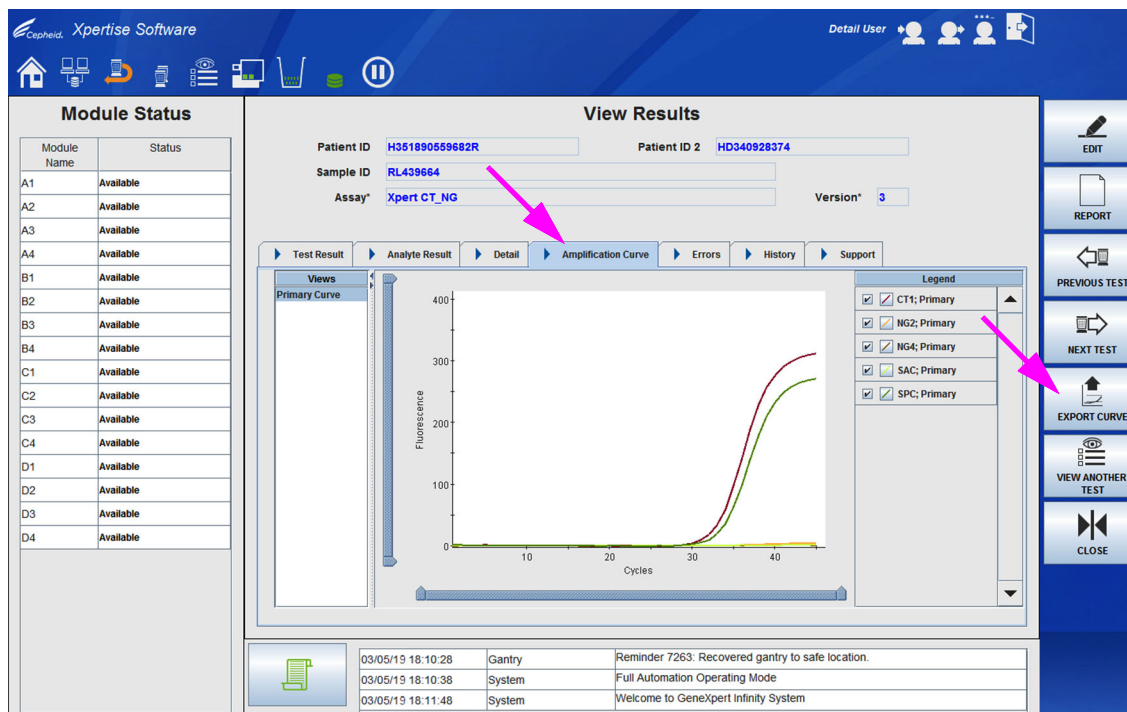 Cepheid. Xpertise Software
Detail User
Module Status
Module Name Status
A1 Available
A2 Available
A3 Available
A4 Available
B1 Available
B2 Available
B3 Available
B4 Available
C1 Available
C2 Available
C3 Available
C4 Available
D1 Available
D2 Available
D3 Available
D4 Available
View Results
Patient ID H351890559682R Patient ID 2 HD340928374
Sample ID RL439664
Assay* Xpert CT_NG Version* 3
Test Result Analyte Result Detail Amplification Curve Errors History Support
Views
Primary Curve
400
300
200
100
0
Fluorescence
10 20 30 40
Cycles
Legend
CT1; Primary
NG2; Primary
NG4; Primary
SAC; Primary
SPC; Primary
EDIT
REPORT
PREVIOUS TEST
NEXT TEST
EXPORT CURVE
VIEW ANOTHER
TEST
CLOSE
03/05/19 18:10:28 Gantry Reminder 7263: Recovered gantry to safe location.
03/05/19 18:10:38 System Full Automation Operating Mode
03/05/19 18:11:48 System Welcome to GeneXpert Infinity System